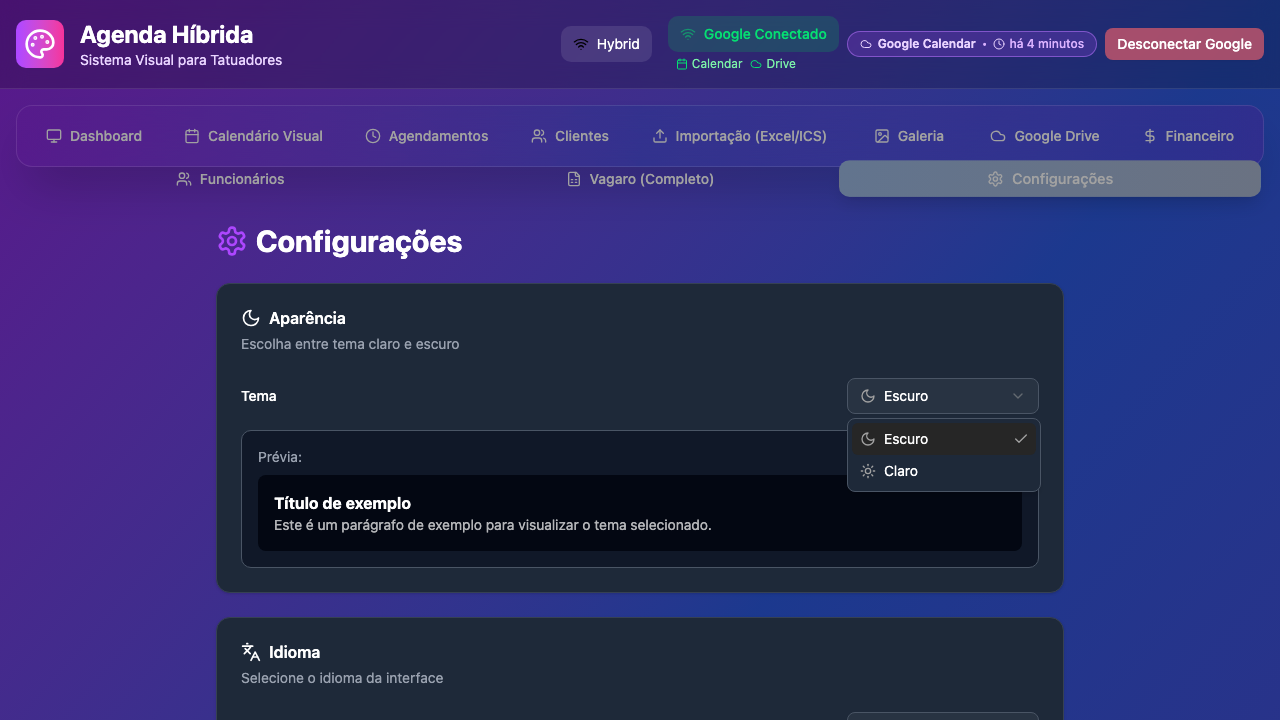 Agenda Híbrida
Sistema Visual para Tatuadores
Hybrid
Google Conectado
Calendar Drive
Google Calendar • há 4 minutos
Desconectar Google
Dashboard
Calendário Visual
Agendamentos
Clientes
Importação (Excel/ICS)
Galeria
Google Drive
Financeiro
Funcionários
Vagaro (Completo)
Configurações
Configurações
Aparência
Escolha entre tema claro e escuro
Tema
Escuro
Escuro
Claro
Prévia:
Título de exemplo
Este é um parágrafo de exemplo para visualizar o tema selecionado.
Idioma
Selecione o idioma da interface